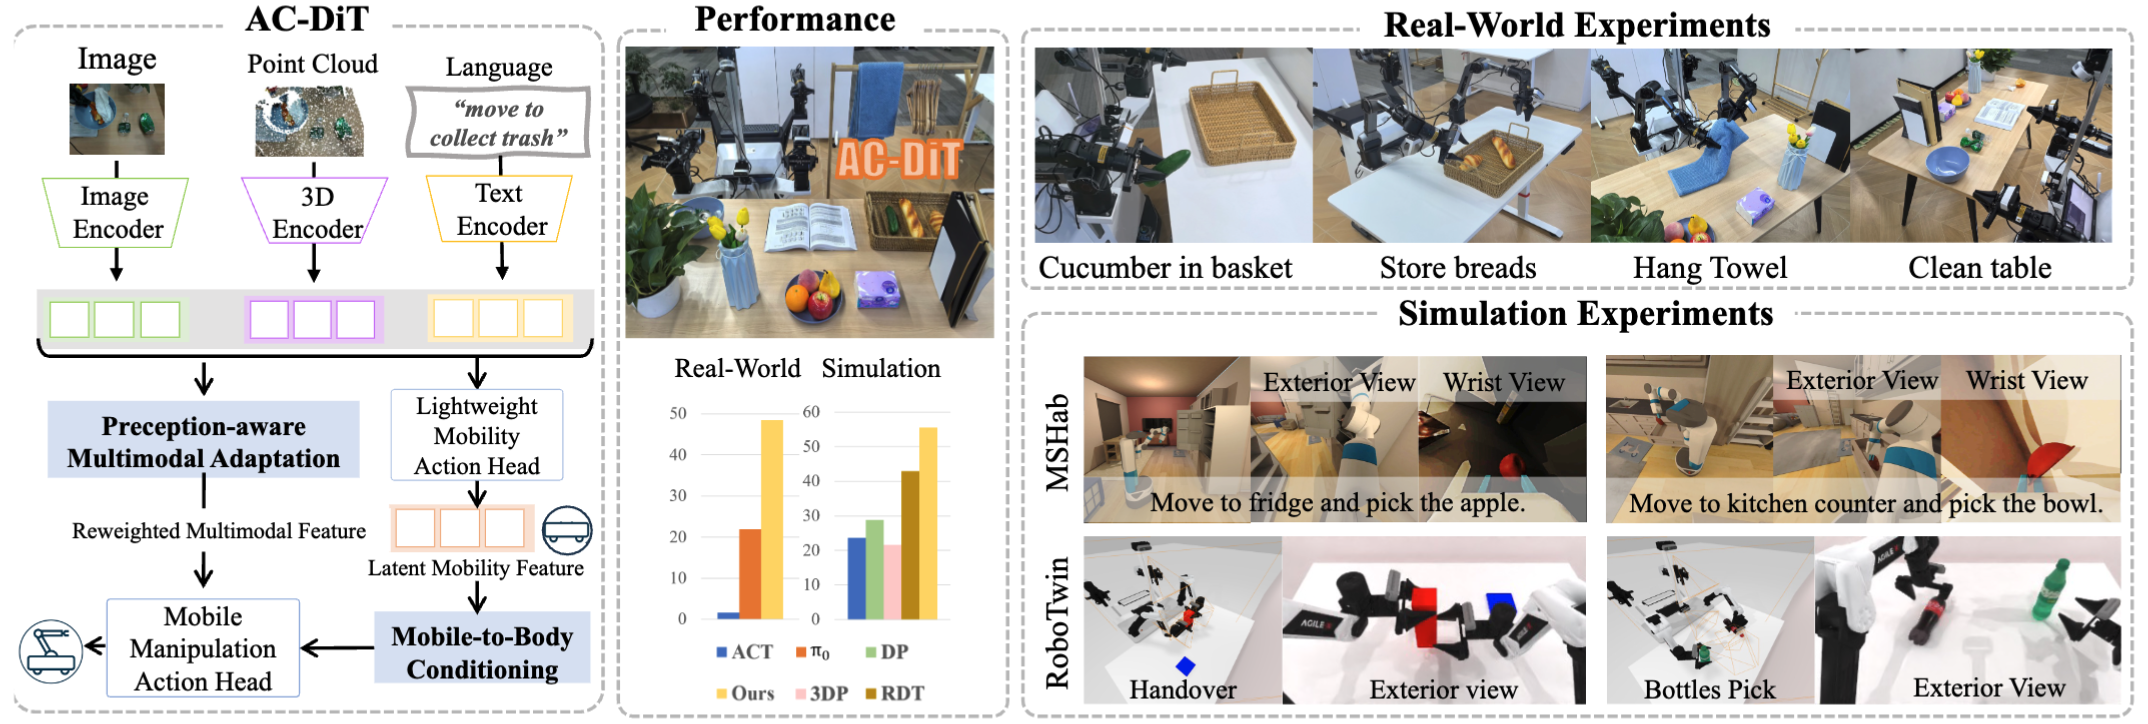 AC-DiT
Image
Point Cloud
Language
“move to
collect trash”
Image
Encoder
3D
Encoder
Text
Encoder
Preception-aware
Multimodal Adaptation
Lightweight
Mobility
Action Head
Reweighted Multimodal Feature
Latent Mobility Feature
Mobile
Manipulation
Action Head
Mobile-to-Body
Conditioning
Performance
AC-DiT
Real-World
50
40
30
20
10
0
Simulation
60
50
40
30
20
10
0
ACT
π0
DP
Ours
3DP
RDT
Real-World Experiments
Cucumber in basket
Store breads
Hang Towel
Clean table
Simulation Experiments
MSHab
Exterior View
Wrist View
Move to fridge and pick the apple.
Exterior View
Wrist View
Move to kitchen counter and pick the bowl.
RoboTwin
Handover
AGILE
AGILE
Exterior view
Bottles Pick
AGILE
Exterior View